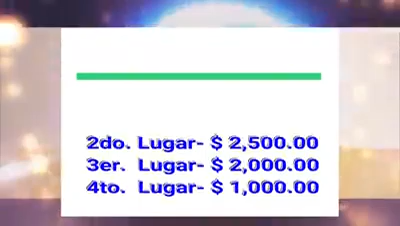 2do. Lugar- $ 2,500.00
3er. Lugar- $ 2,000.00
4to. Lugar- $ 1,000.00